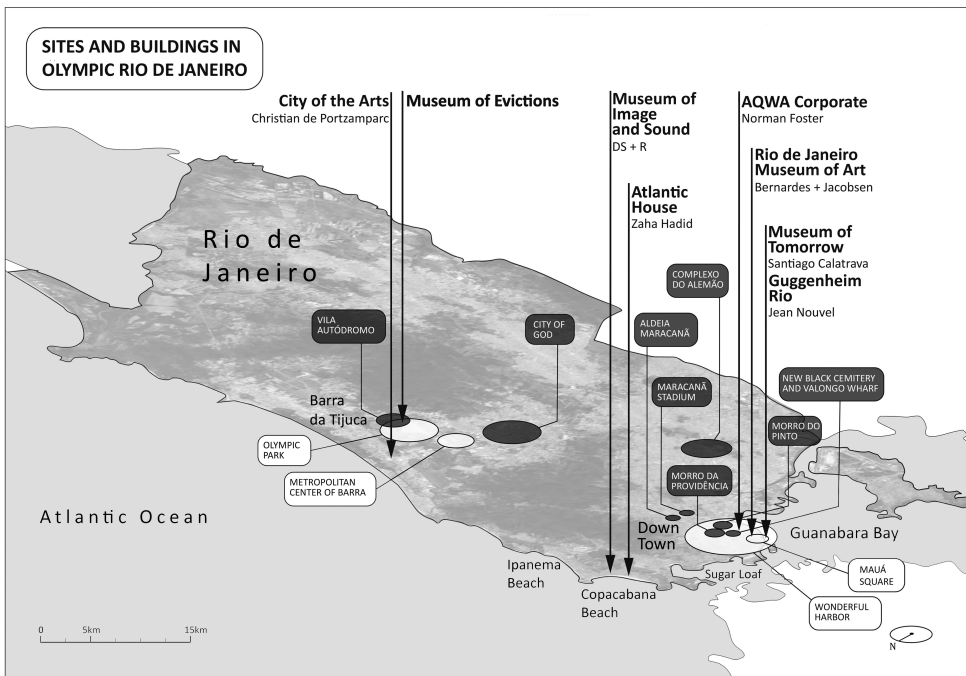 SITES AND BUILDINGS IN
OLYMPIC RIO DE JANEIRO
City of the Arts
Christian de Portzamparc
Museum of Evictions
Museum of
Image
and Sound
DS + R
Atlantic
House
Zaha Hadid
AQWA Corporate
Norman Foster
Rio de Janeiro
Museum of Art
Bernardes + Jacobsen
Museum of
Tomorrow
Santiago Calatrava
Guggenheim
Rio
Jean Nouvel
Rio de
Janeiro
COMPLEXO
DO ALEMÃO
VILA
AUTÓDROMO
CITY OF
GOD
ALDEIA
MARACANÃ
MARACANÃ
STADIUM
NEW BLACK CEMITERY
AND VALONGO WHARF
MORRO DO
PINTO
Barra
da Tijuca
OLYMPIC
PARK
METROPOLITAN
CENTER OF BARRA
MORRO DA
PROVIDÊNCIA
Atlantic Ocean
Down
Town
Guanabara Bay
Ipanema
Beach
Copacabana
Beach
Sugar Loaf
MAUÁ
SQUARE
WONDERFUL
HARBOR
0 5km 15km
N